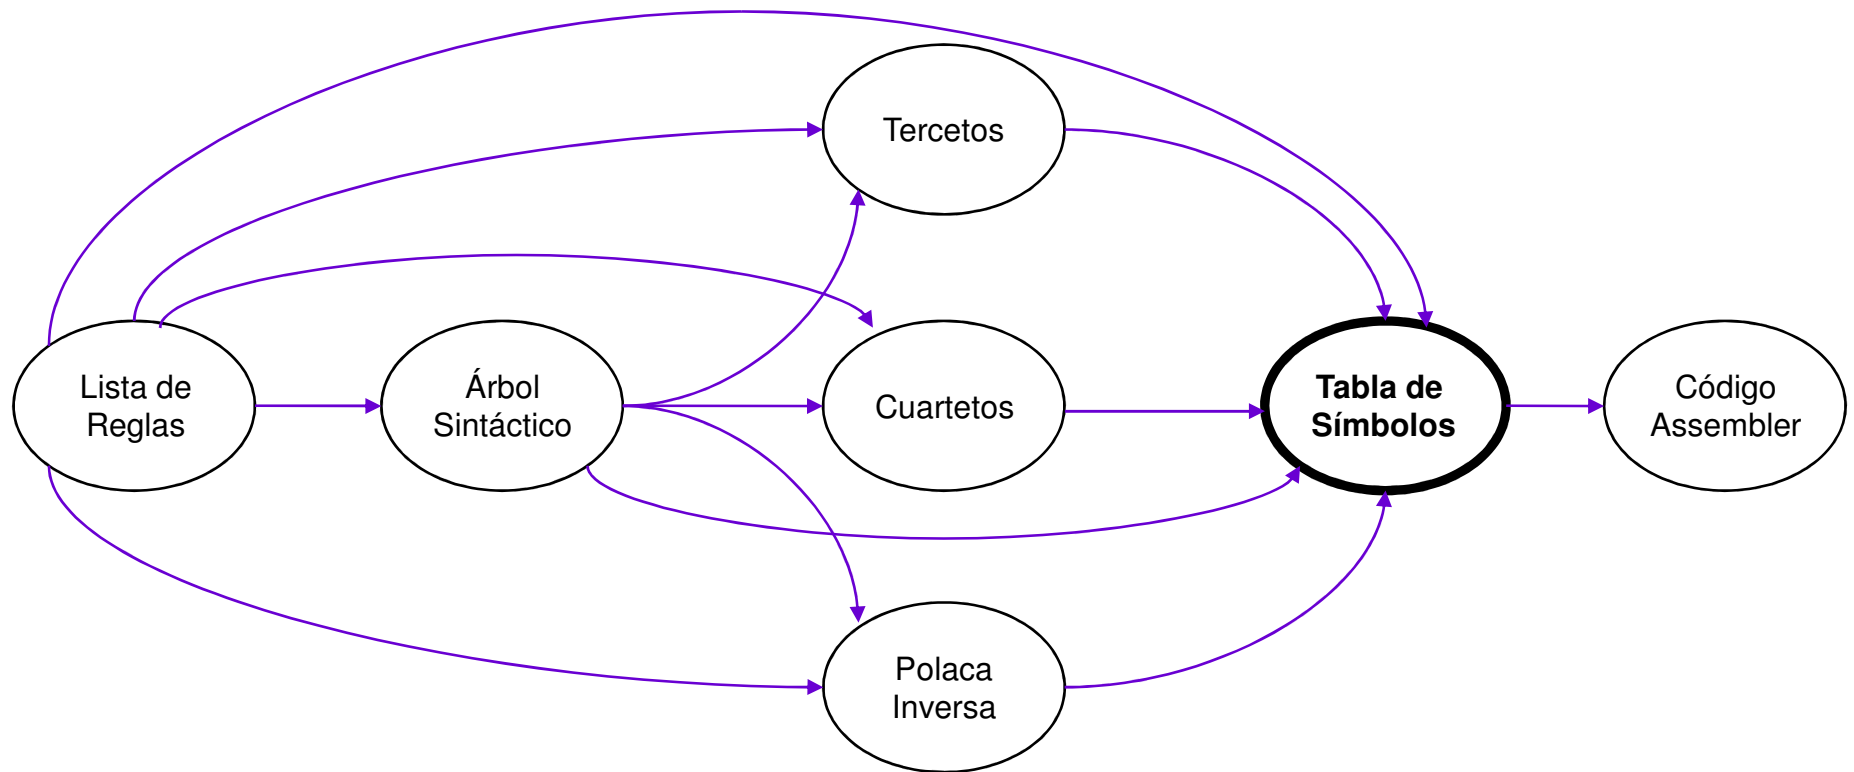 Tercetos
Lista de
Reglas
Árbol
Sintáctico
Cuartetos
Tabla de
Símbolos
Código
Assembler
Polaca
Inversa